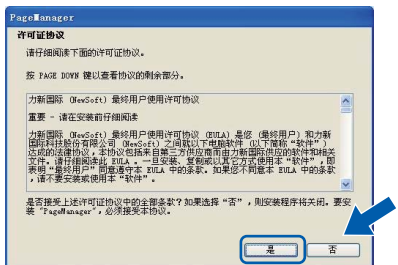 PageManager
许可证协议
请仔细阅读下面的许可证协议。
按 PAGE DOWN 键以查看协议的剩余部分。
力新国际 (NewSoft) 最终用户使用许可协议
重要 - 请在安装前仔细阅读
力新国际 (NewSoft) 最终用户使用许可协议 (EULA) 是您 (最终用户) 和力新
国际科技股份有限公司 (NewSoft) 之间就以下电脑软件 (以下简称“软件”)
达成的法律协议，本协议包括来自第三方供应商而由力新国际供应的软件和相关
文件。请仔细阅读此 EULA 。一旦安装、复制或以其它方式使用本“软件”，即
表明“最终用户”同意遵守本 EULA 中的条款。如果您不同意本 EULA 中的条款
，请不要安装或使用本“软件”。
是否接受上述许可证协议中的全部条款？如果选择“否”，则安装程序将关闭。要安
装“PageManager”，必须接受本协议。
是
否